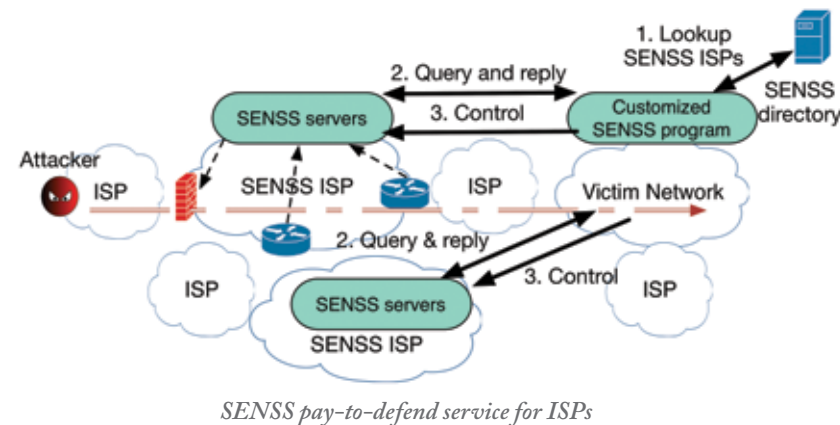 1. Lookup
SENSS ISPs
SENSS
directory
2. Query and reply
3. Control
SENSS servers
Customized
SENSS program
Attacker
ISP
SENSS ISP
ISP
Victim Network
2. Query & reply
3. Control
ISP
SENSS servers
SENSS ISP
ISP
SENSS pay-to-defend service for ISPs